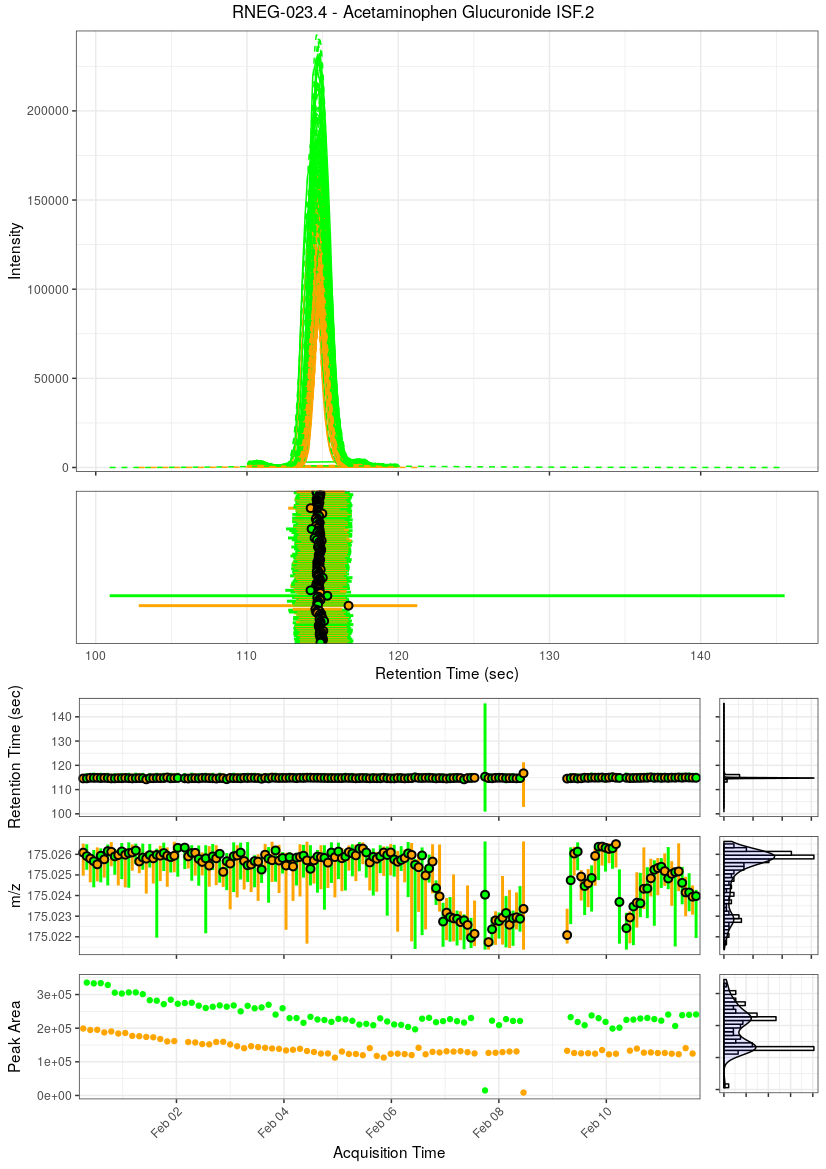 RNEG-023.4 - Acetaminophen Glucuronide ISF.2
Intensity
200000
150000
100000
50000
0
100 110 120 130 140
Retention Time (sec)
Retention Time (sec)
140
130
120
110
100
m/z
175.026
175.025
175.024
175.023
175.022
Peak Area
3e+05
2e+05
1e+05
0e+00
Feb 02 Feb 04 Feb 06 Feb 08 Feb 10
Acquisition Time